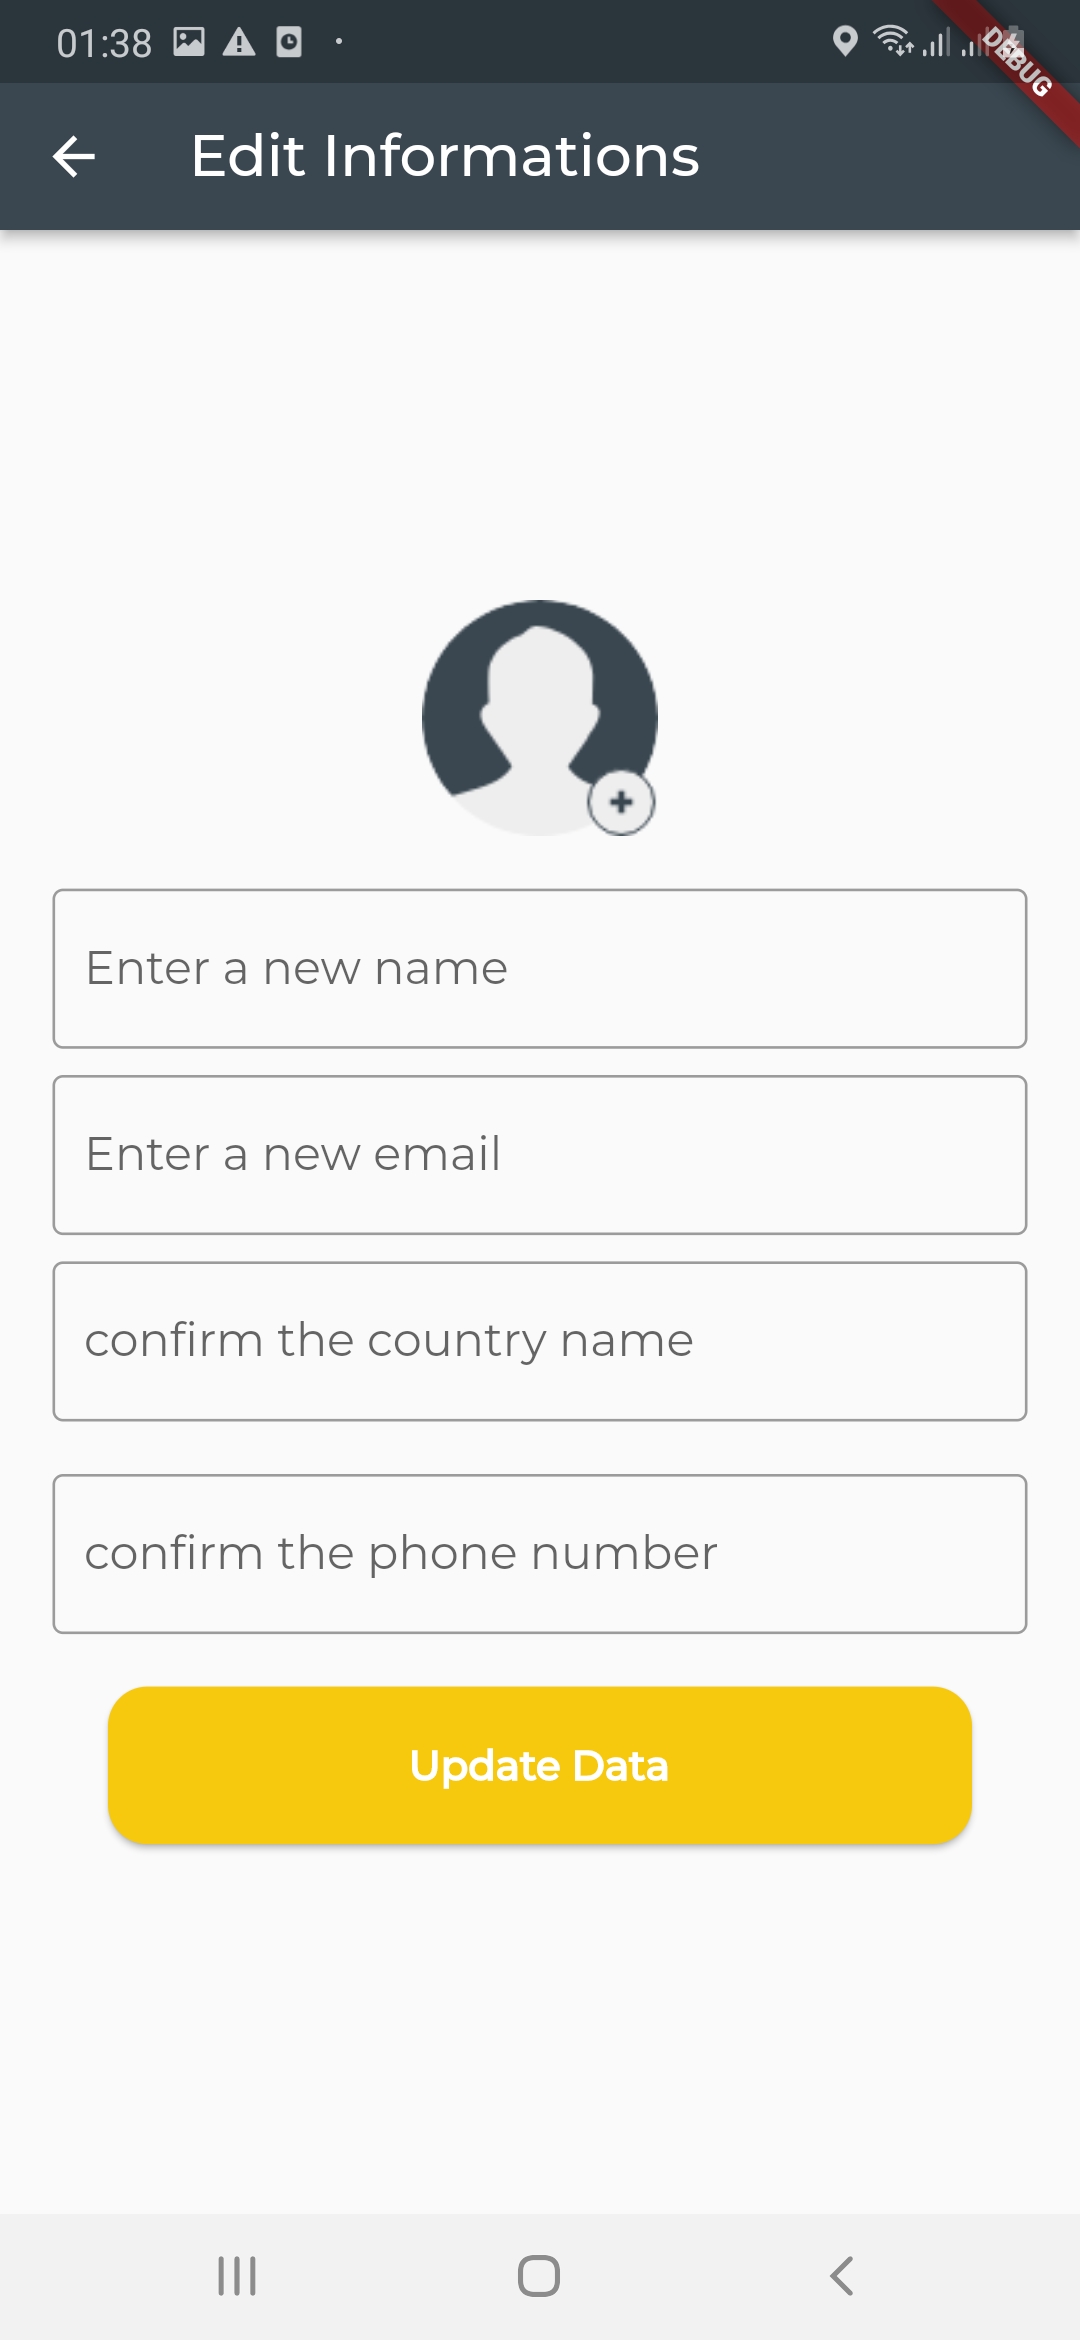 01:38
DEBUG
Edit Informations
Enter a new name
Enter a new email
confirm the country name
confirm the phone number
Update Data